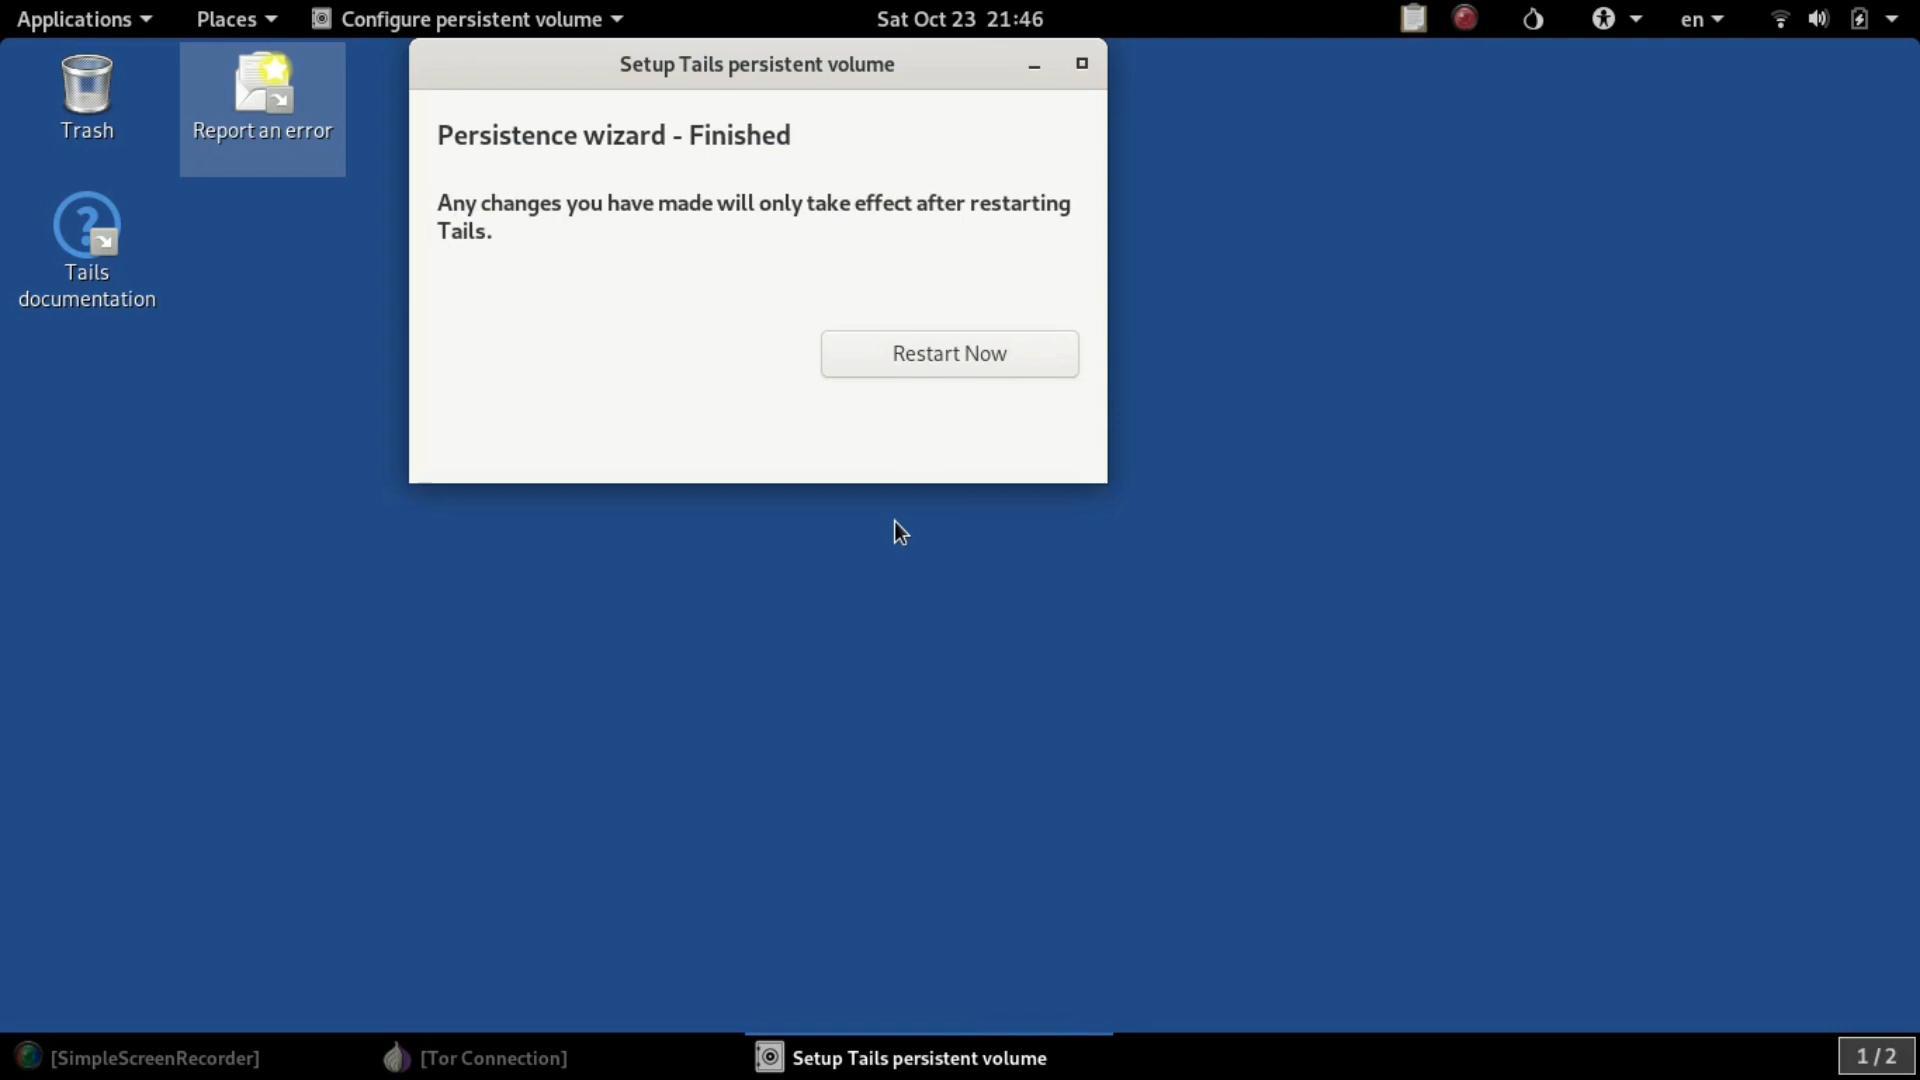 Applications Places Configure persistent volume Sat Oct 23 21:46 en
Trash
Report an error
Tails
documentation
Setup Tails persistent volume
Persistence wizard - Finished
Any changes you have made will only take effect after restarting
Tails.
Restart Now
[SimpleScreenRecorder] [Tor Connection] Setup Tails persistent volume 1 / 2